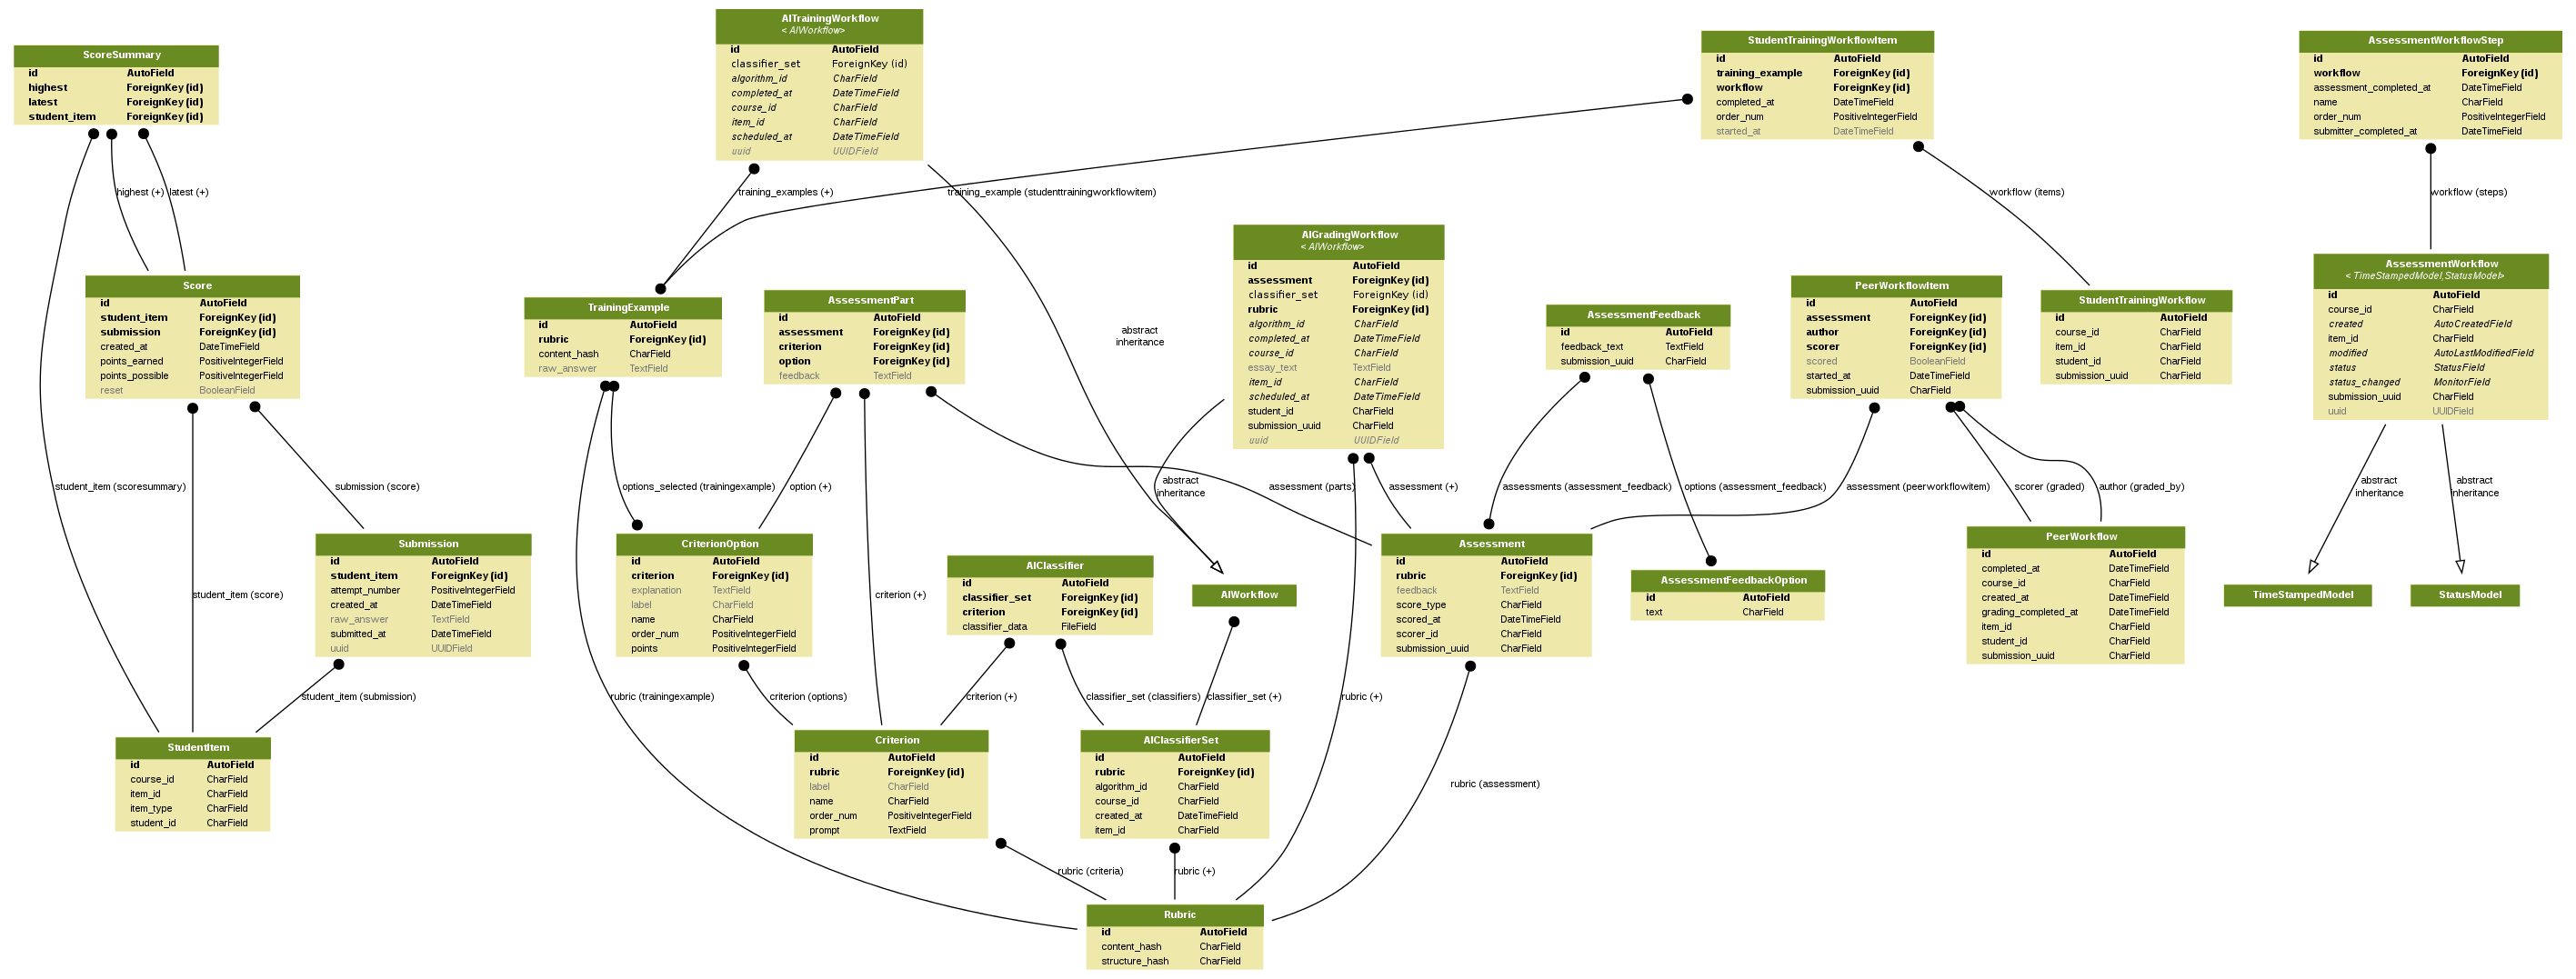 AITrainingWorkflow
< AIWorkflow>
id AutoField
classifier_set ForeignKey (id)
algorithm_id CharField
completed_at DateTimeField
course_id CharField
item_id CharField
scheduled_at DateTimeField
uuid UUIDField
StudentTrainingWorkflowItem
id AutoField
training_example ForeignKey (id)
workflow ForeignKey (id)
completed_at DateTimeField
order_num PositiveIntegerField
started_at DateTimeField
AssessmentWorkflowStep
id AutoField
workflow ForeignKey (id)
assessment_completed_at DateTimeField
name CharField
order_num PositiveIntegerField
submitter_completed_at DateTimeField
ScoreSummary
id AutoField
highest ForeignKey (id)
latest ForeignKey (id)
student_item ForeignKey (id)
highest (+)
latest (+)
training_examples (+)
training_example (studenttrainingworkflowitem)
workflow (items)
workflow (steps)
Score
id AutoField
student_item ForeignKey (id)
submission ForeignKey (id)
created_at DateTimeField
points_earned PositiveIntegerField
points_possible PositiveIntegerField
reset BooleanField
TrainingExample
id AutoField
rubric ForeignKey (id)
content_hash CharField
raw_answer TextField
AssessmentPart
id AutoField
assessment ForeignKey (id)
criterion ForeignKey (id)
option ForeignKey (id)
feedback TextField
abstract
inheritance
AIGradingWorkflow
< AIWorkflow>
id AutoField
assessment ForeignKey (id)
classifier_set ForeignKey (id)
rubric ForeignKey (id)
algorithm_id CharField
completed_at DateTimeField
course_id CharField
essay_text TextField
item_id CharField
scheduled_at DateTimeField
student_id CharField
submission_uuid CharField
uuid UUIDField
AssessmentFeedback
id AutoField
feedback_text TextField
submission_uuid CharField
PeerWorkflowItem
id AutoField
assessment ForeignKey (id)
author ForeignKey (id)
scorer ForeignKey (id)
scored BooleanField
started_at DateTimeField
submission_uuid CharField
StudentTrainingWorkflow
id AutoField
course_id CharField
item_id CharField
student_id CharField
submission_uuid CharField
AssessmentWorkflow
< TimeStampedModel,StatusModel>
id AutoField
course_id CharField
created AutoCreatedField
item_id CharField
modified AutoLastModifiedField
status StatusField
status_changed MonitorField
submission_uuid CharField
uuid UUIDField
student_item (scoresummary)
submission (score)
options_selected (trainingexample)
option (+)
abstract
inheritance
assessment (parts)
assessment (+)
assessments (assessment_feedback)
options (assessment_feedback)
assessment (peerworkflowitem)
scorer (graded)
author (graded_by)
abstract
inheritance
abstract
inheritance
Submission
id AutoField
student_item ForeignKey (id)
attempt_number PositiveIntegerField
created_at DateTimeField
raw_answer TextField
submitted_at DateTimeField
uuid UUIDField
student_item (score)
CriterionOption
id AutoField
criterion ForeignKey (id)
explanation TextField
label CharField
name CharField
order_num PositiveIntegerField
points PositiveIntegerField
criterion (+)
AIClassifier
id AutoField
classifier_set ForeignKey (id)
criterion ForeignKey (id)
classifier_data FileField
AIWorkflow
Assessment
id AutoField
rubric ForeignKey (id)
feedback TextField
score_type CharField
scored_at DateTimeField
scorer_id CharField
submission_uuid CharField
AssessmentFeedbackOption
id AutoField
text CharField
PeerWorkflow
id AutoField
completed_at DateTimeField
course_id CharField
created_at DateTimeField
grading_completed_at DateTimeField
item_id CharField
student_id CharField
submission_uuid CharField
TimeStampedModel
StatusModel
student_item (submission)
rubric (trainingexample)
criterion (options)
criterion (+)
classifier_set (classifiers)
classifier_set (+)
rubric (+)
StudentItem
id AutoField
course_id CharField
item_id CharField
item_type CharField
student_id CharField
Criterion
id AutoField
rubric ForeignKey (id)
label CharField
name CharField
order_num PositiveIntegerField
prompt TextField
AIClassifierSet
id AutoField
rubric ForeignKey (id)
algorithm_id CharField
course_id CharField
created_at DateTimeField
item_id CharField
rubric (assessment)
rubric (criteria)
rubric (+)
Rubric
id AutoField
content_hash CharField
structure_hash CharField